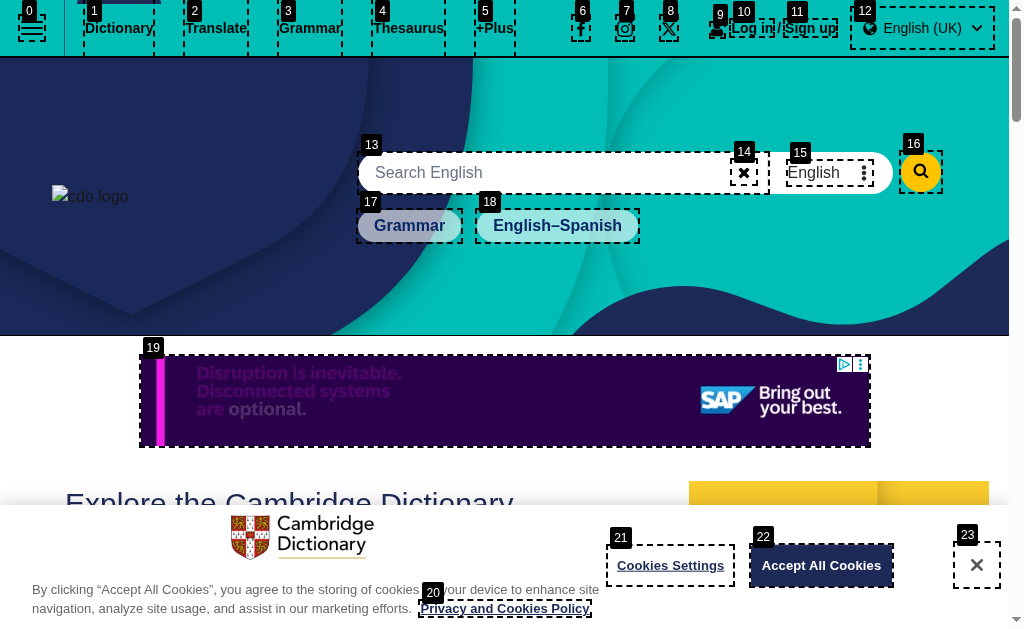 0 1 2 3 4 5 6 7 8 9 10 11 12
Dictionary Translate Grammar Thesaurus +Plus Log in / Sign up English (UK)
13 14 15 16
Search English English
cdo logo
17 18
Grammar English–Spanish
19
Disruption is inevitable.
Disconnected systems
are optional.
SAP Bring out
your best.
Explore the Cambridge Dictionary
Cambridge
Dictionary
21 22 23
Cookies Settings Accept All Cookies
By clicking “Accept All Cookies”, you agree to the storing of cookies 20 your device to enhance site
navigation, analyze site usage, and assist in our marketing efforts. Privacy and Cookies Policy